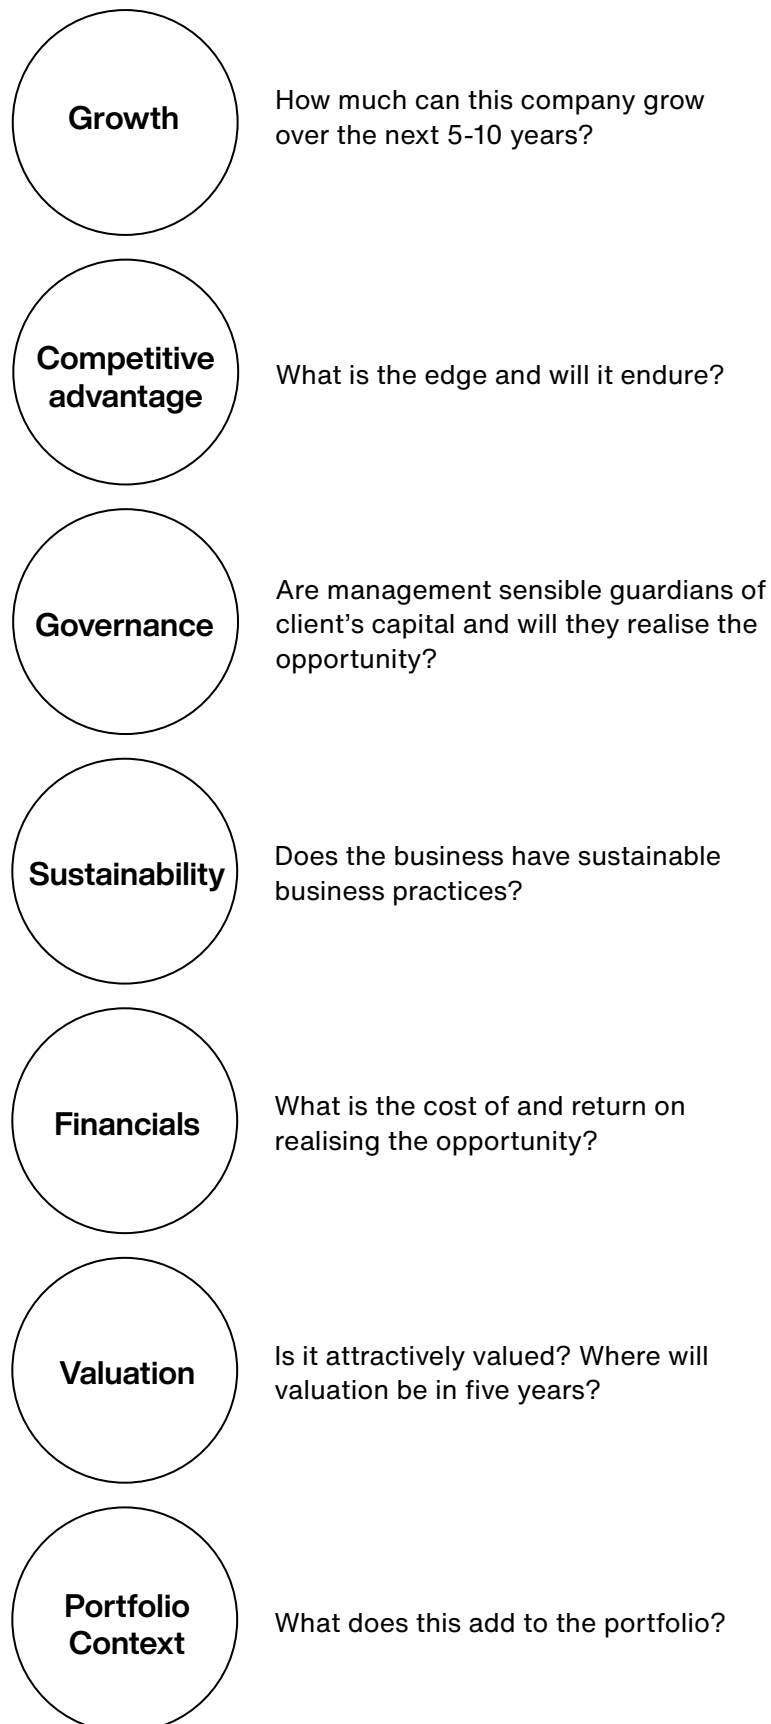 Growth
How much can this company grow
over the next 5-10 years?
Competitive
advantage
What is the edge and will it endure?
Governance
Are management sensible guardians of
client’s capital and will they realise the
opportunity?
Sustainability
Does the business have sustainable
business practices?
Financials
What is the cost of and return on
realising the opportunity?
Valuation
Is it attractively valued? Where will
valuation be in five years?
Portfolio
Context
What does this add to the portfolio?